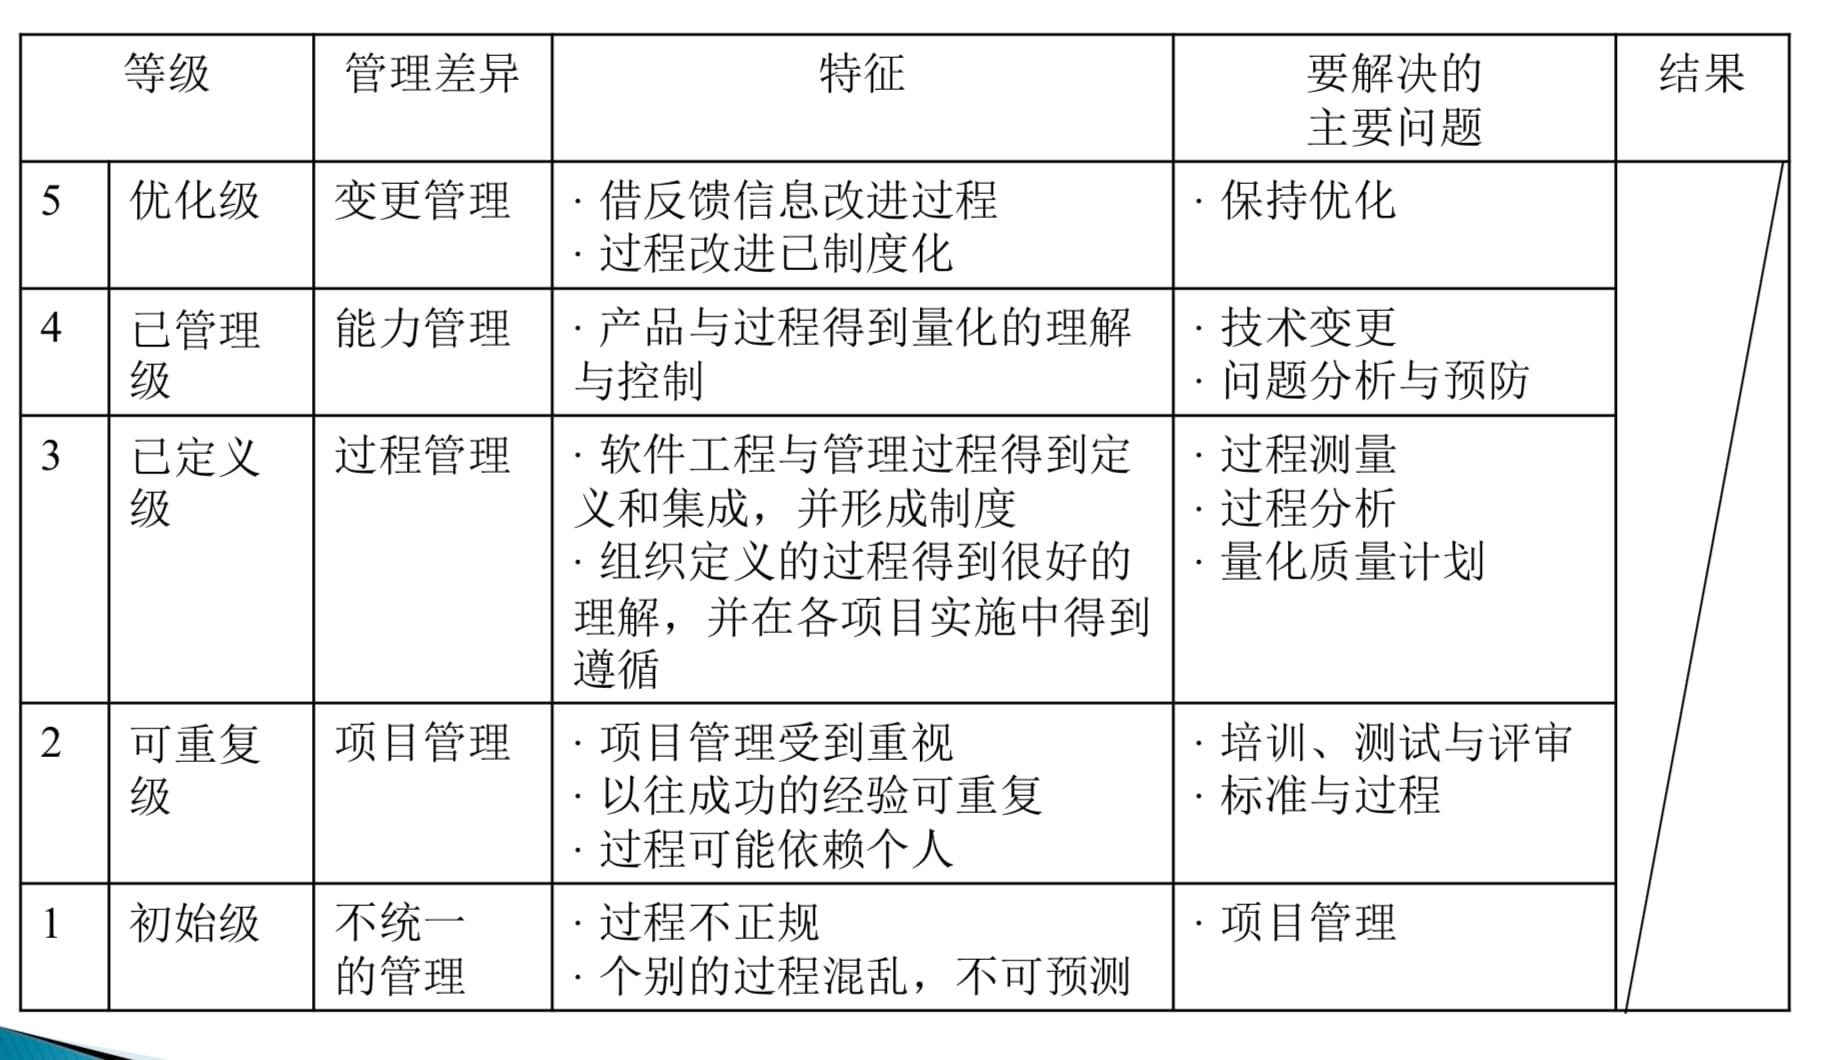 等级 管理差异 特征 要解决的 结果
主要问题
5 优化级 变更管理 · 借反馈信息改进过程 · 保持优化
· 过程改进已制度化
4 已管理 能力管理 · 产品与过程得到量化的理解 · 技术变更
级 与控制 · 问题分析与预防
3 已定义 过程管理 · 软件工程与管理过程得到定 · 过程测量
级 义和集成，并形成制度 · 过程分析
· 组织定义的过程得到很好的 · 量化质量计划
理解，并在各项目实施中得到
遵循
2 可重复 项目管理 · 项目管理受到重视 · 培训、测试与评审
级 · 以往成功的经验可重复 · 标准与过程
· 过程可能依赖个人
1 初始级 不统一 · 过程不正规 · 项目管理
的管理 · 个别的过程混乱，不可预测